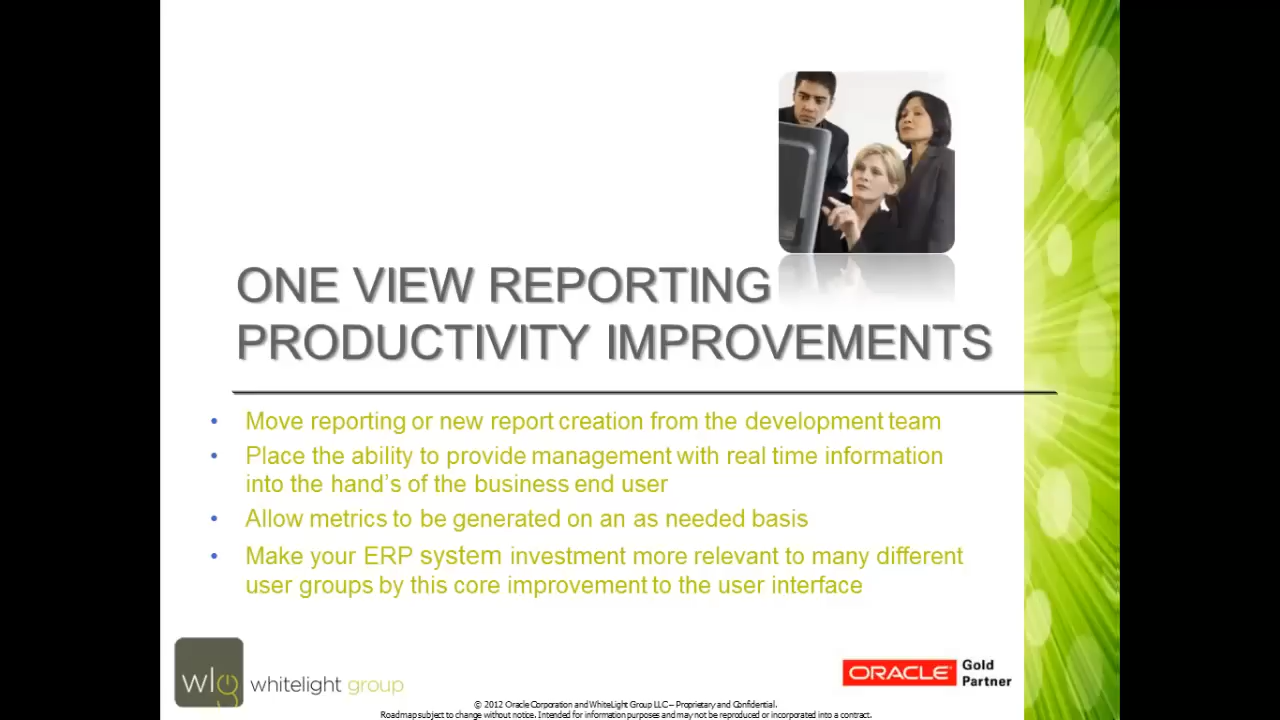 ONE VIEW REPORTING
PRODUCTIVITY IMPROVEMENTS
• Move reporting or new report creation from the development team
• Place the ability to provide management with real time information
into the hand's of the business end user
• Allow metrics to be generated on an as needed basis
• Make your ERP system investment more relevant to many different
user groups by this core improvement to the user interface
wlg whitelight group
ORACLE Gold
Partner
© 2012 Oracle Corporation and WhiteLight Group LLC – Proprietary and Confidential.
Roadmap subject to change without notice. Intended for information purposes and may not be reproduced or incorporated into a contract.